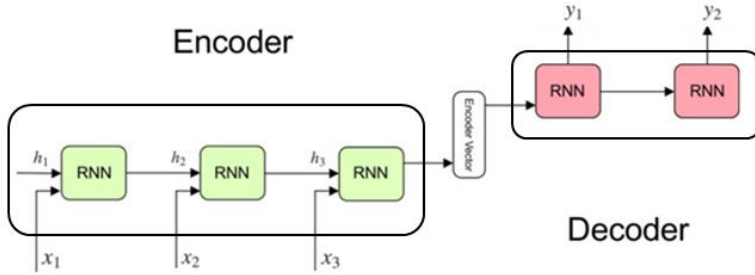 Encoder
h₁ RNN h₂ RNN h₃ RNN
x₁ x₂ x₃
Encoder Vector
y₁ y₂
RNN RNN
Decoder